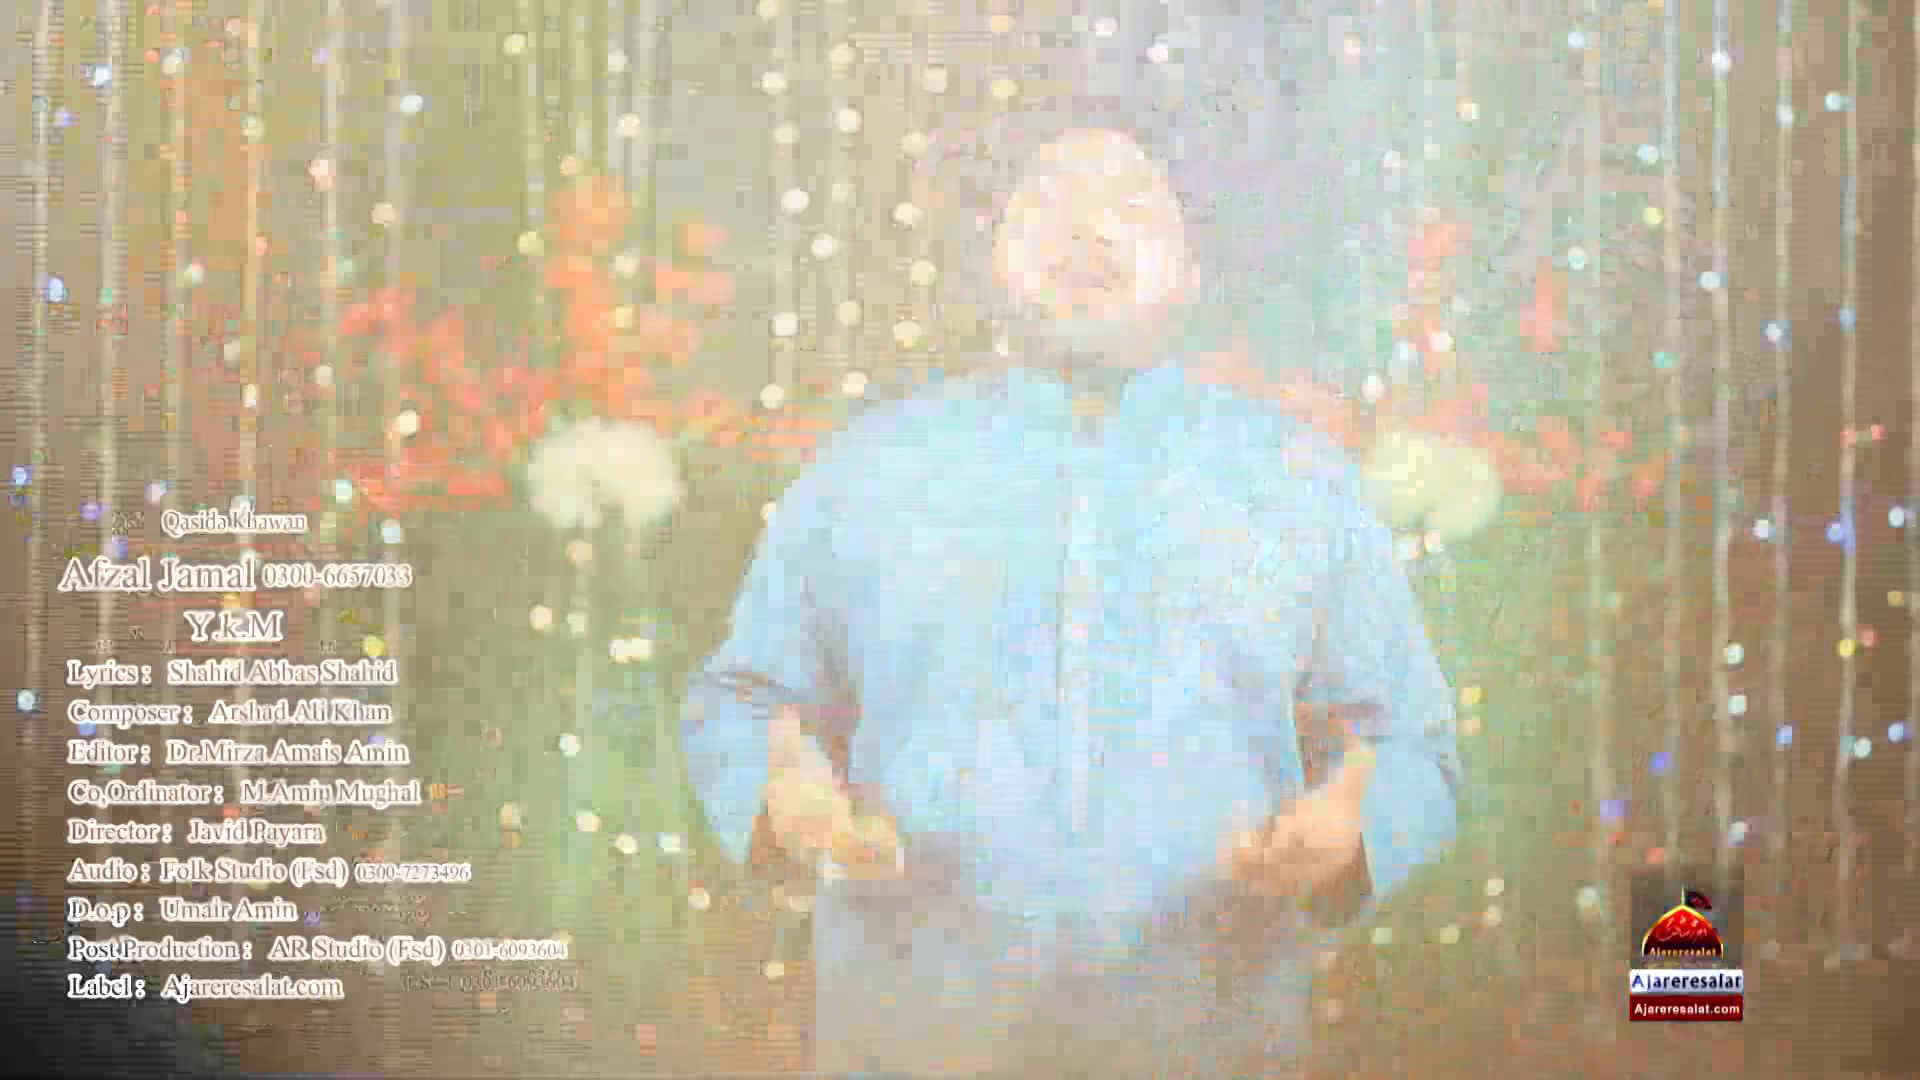 Qasida Khawan
Afzal Jamal 0300-6657033
Y.k.M
Lyrics : Shahid Abbas Shahid
Composer : Arshad Ali Khan
Editor : Dr.Mirza Amais Amin
Co,Ordinator : M.Amin Mughal
Director : Javid Payara
Audio : Folk Studio (Fsd) 0300-7273496
D.o.p : Umair Amin
Post Production : AR Studio (Fsd) 0301-6093604
Label : Ajareresalat.com
Ajareresalat
Ajareresalat
Ajareresalat.com